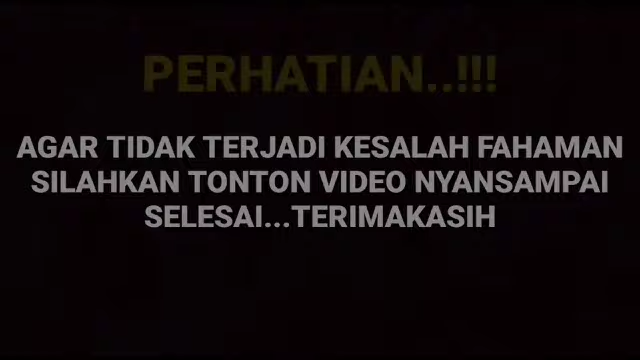 PERHATIAN..!!!
AGAR TIDAK TERJADI KESALAH FAHAMAN
SILAHKAN TONTON VIDEO NYANSAMPAI
SELESAI...TERIMAKASIH